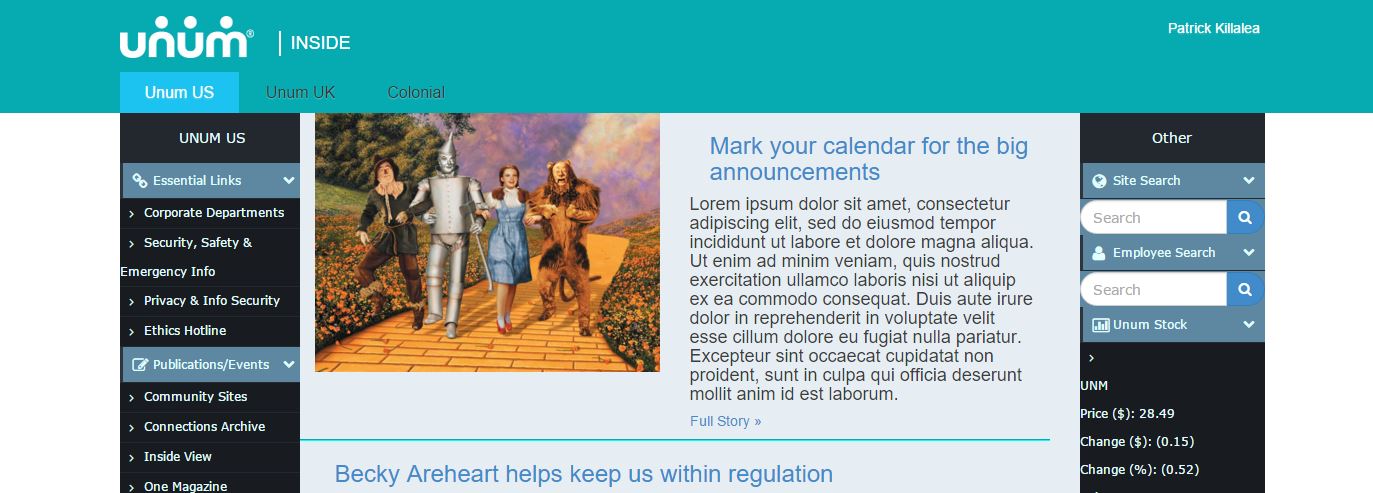 unum®
INSIDE
Patrick Killalea
Unum US
Unum UK
Colonial
UNUM US
Essential Links
Corporate Departments
Security, Safety &
Emergency Info
Privacy & Info Security
Ethics Hotline
Publications/Events
Community Sites
Connections Archive
Inside View
One Magazine
Mark your calendar for the big
announcements
Lorem ipsum dolor sit amet, consectetur
adipiscing elit, sed do eiusmod tempor
incididunt ut labore et dolore magna aliqua.
Ut enim ad minim veniam, quis nostrud
exercitation ullamco laboris nisi ut aliquip
ex ea commodo consequat. Duis aute irure
dolor in reprehenderit in voluptate velit
esse cillum dolore eu fugiat nulla pariatur.
Excepteur sint occaecat cupidatat non
proident, sunt in culpa qui officia deserunt
mollit anim id est laborum.
Full Story »
Becky Areheart helps keep us within regulation
Other
Site Search
Search
Employee Search
Search
Unum Stock
UNM
Price ($): 28.49
Change ($): (0.15)
Change (%): (0.52)